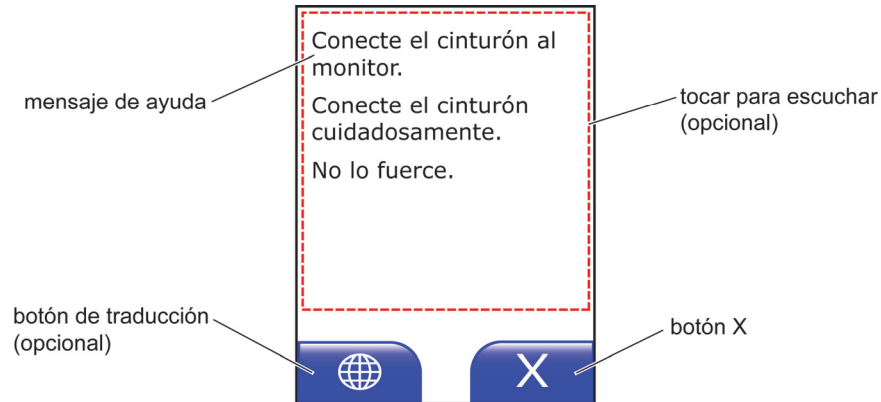 Conecte el cinturón al
monitor.
Conecte el cinturón
cuidadosamente.
No lo fuerce.
mensaje de ayuda
tocar para escuchar
(opcional)
botón de traducción
(opcional)
botón X
X